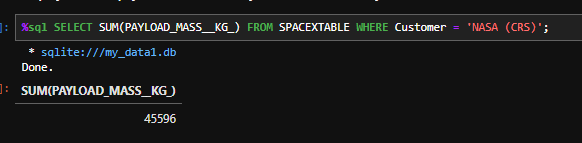 ]: %sql SELECT SUM(PAYLOAD_MASS__KG_) FROM SPACEXTABLE WHERE Customer = 'NASA (CRS)';
* sqlite:///my_data1.db
Done.
]: SUM(PAYLOAD_MASS__KG_)
45596